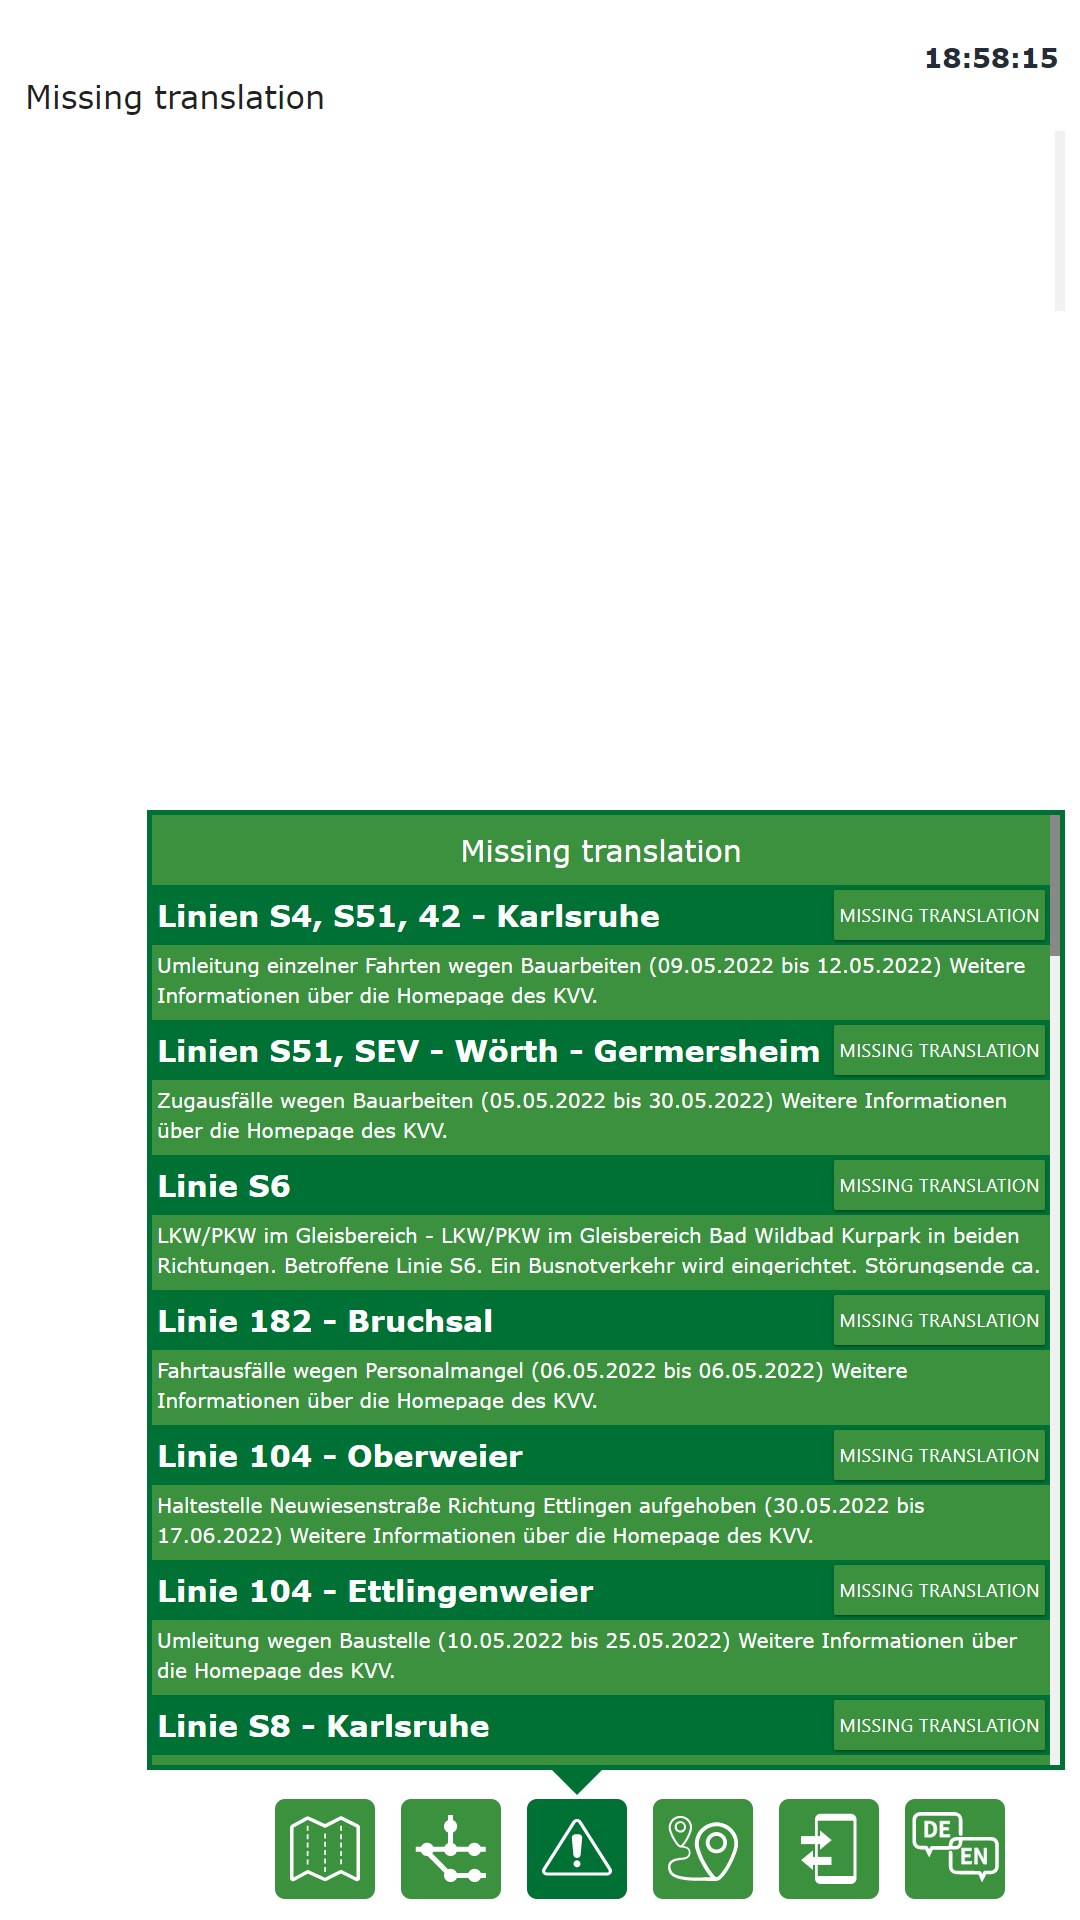 18:58:15
Missing translation
Missing translation
Linien S4, S51, 42 - Karlsruhe
MISSING TRANSLATION
Umleitung einzelner Fahrten wegen Bauarbeiten (09.05.2022 bis 12.05.2022) Weitere
Informationen über die Homepage des KVV.
Linien S51, SEV - Wörth - Germersheim
MISSING TRANSLATION
Zugausfälle wegen Bauarbeiten (05.05.2022 bis 30.05.2022) Weitere Informationen
über die Homepage des KVV.
Linie S6
MISSING TRANSLATION
LKW/PKW im Gleisbereich - LKW/PKW im Gleisbereich Bad Wildbad Kurpark in beiden
Richtungen. Betroffene Linie S6. Ein Busnotverkehr wird eingerichtet. Störungsende ca.
Linie 182 - Bruchsal
MISSING TRANSLATION
Fahrtausfälle wegen Personalmangel (06.05.2022 bis 06.05.2022) Weitere
Informationen über die Homepage des KVV.
Linie 104 - Oberweier
MISSING TRANSLATION
Haltestelle Neuwiesenstraße Richtung Ettlingen aufgehoben (30.05.2022 bis
17.06.2022) Weitere Informationen über die Homepage des KVV.
Linie 104 - Ettlingenweier
MISSING TRANSLATION
Umleitung wegen Baustelle (10.05.2022 bis 25.05.2022) Weitere Informationen über
die Homepage des KVV.
Linie S8 - Karlsruhe
MISSING TRANSLATION
DE
EN